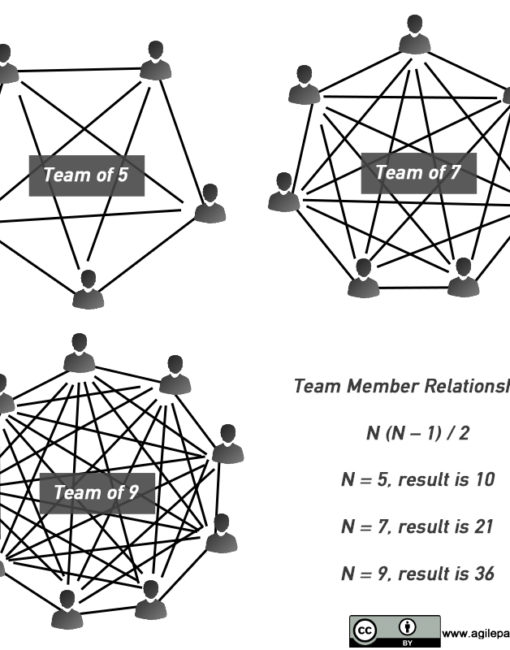 Team of 5
Team of 7
Team of 9
Team Member Relationsh
N (N – 1) / 2
N = 5, result is 10
N = 7, result is 21
N = 9, result is 36
cc
BY
www.agilepa